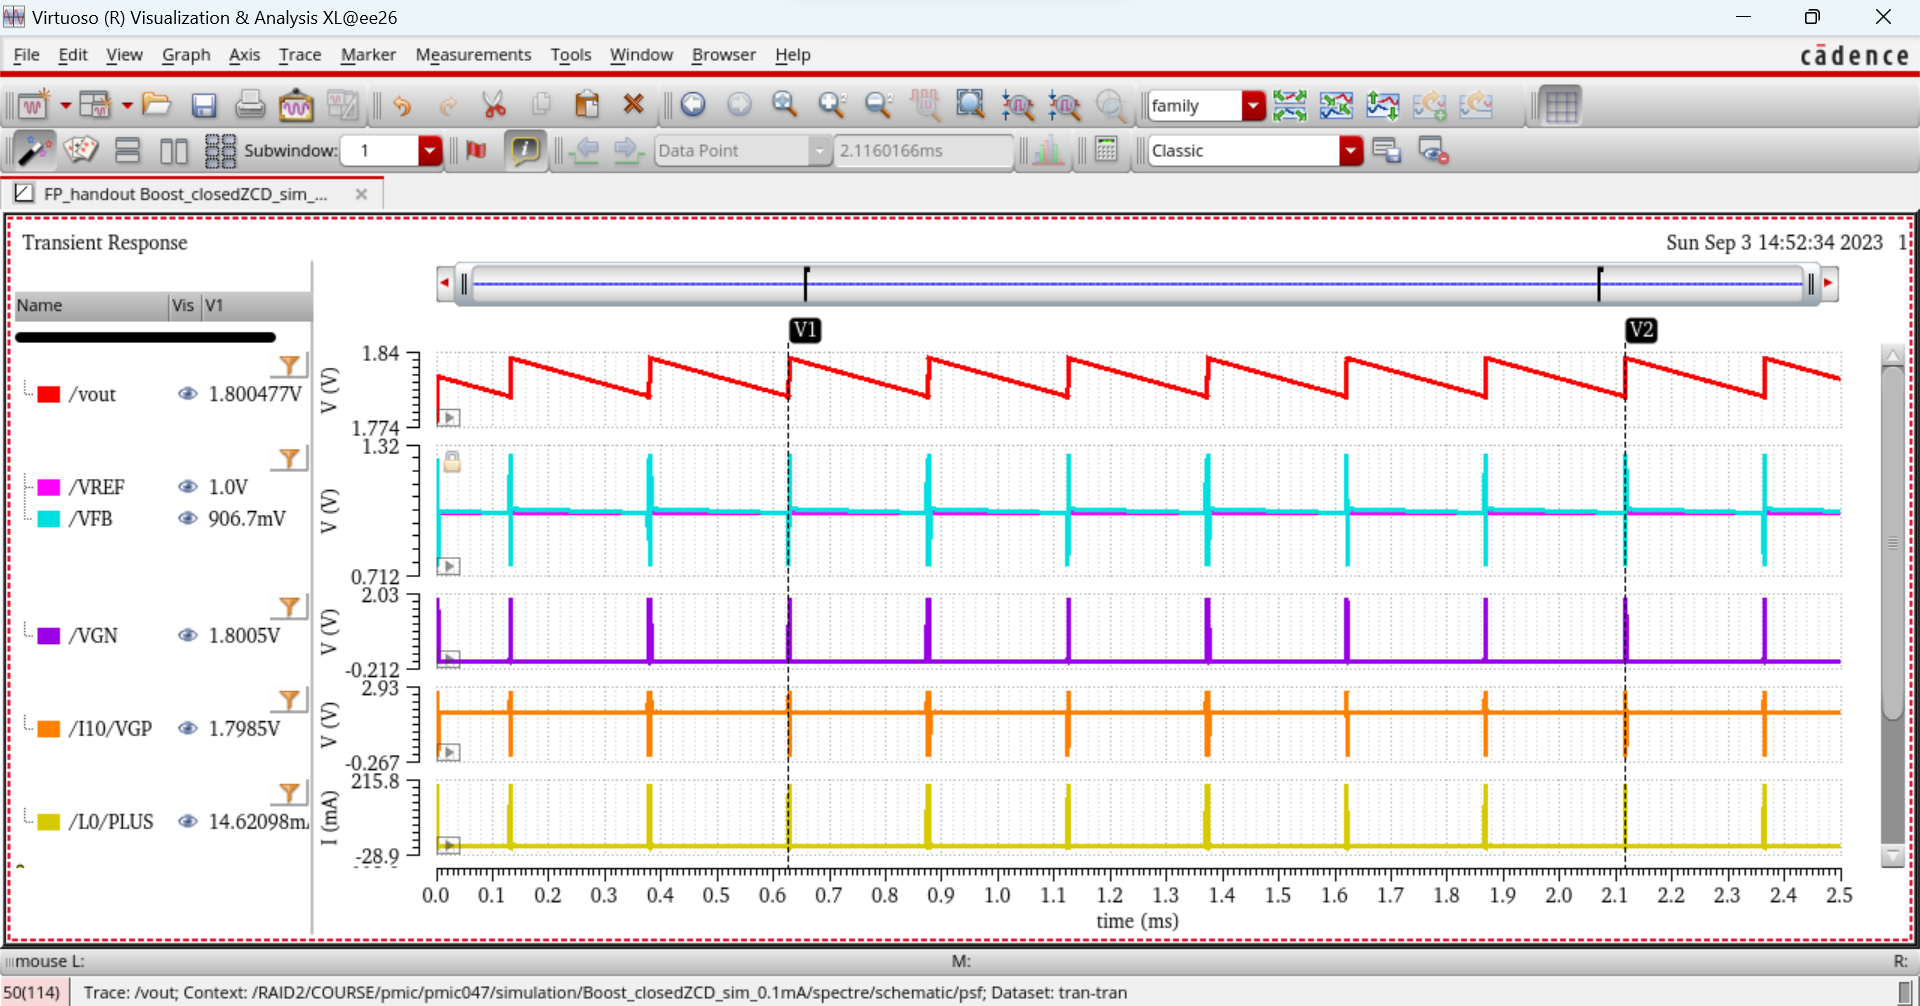 Virtuoso (R) Visualization & Analysis XL@ee26
File Edit View Graph Axis Trace Marker Measurements Tools Window Browser Help
cādence
family
Subwindow: 1
Data Point
2.1160166ms
Classic
FP_handout Boost_closedZCD_sim_...
Transient Response
Sun Sep 3 14:52:34 2023 1
Name Vis V1
V1
V2
/vout 1.800477V
/VREF 1.0V
/VFB 906.7mV
/VGN 1.8005V
/I10/VGP 1.7985V
/L0/PLUS 14.62098m
V (V)
1.84
1.774
V (V)
1.32
0.712
V (V)
2.03
-0.212
V (V)
2.93
-0.267
I (mA)
215.8
-28.9
0.0 0.1 0.2 0.3 0.4 0.5 0.6 0.7 0.8 0.9 1.0 1.1 1.2 1.3 1.4 1.5 1.6 1.7 1.8 1.9 2.0 2.1 2.2 2.3 2.4 2.5
time (ms)
mouse L: M: R:
50(114) Trace: /vout; Context: /RAID2/COURSE/pmic/pmic047/simulation/Boost_closedZCD_sim_0.1mA/spectre/schematic/psf; Dataset: tran-tran